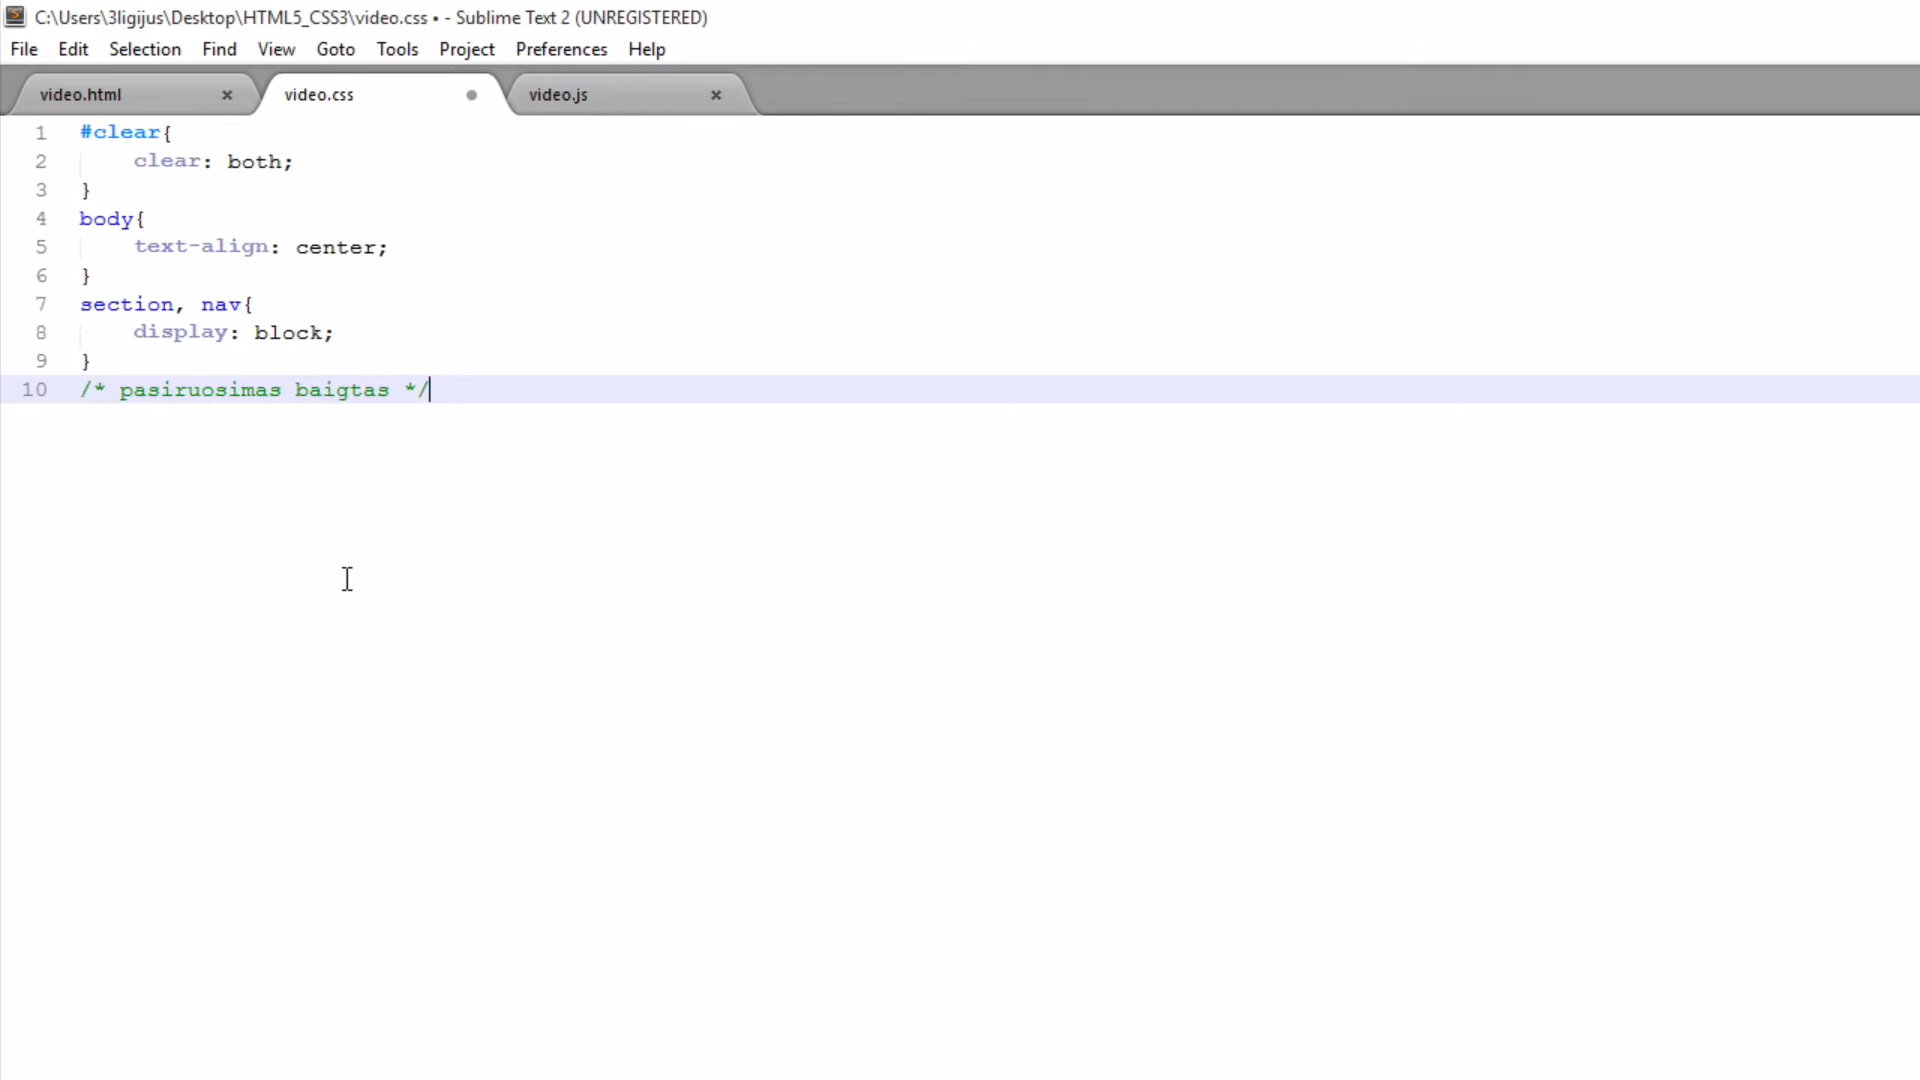 C:\Users\3ligijus\Desktop\HTML5_CSS3\video.css • - Sublime Text 2 (UNREGISTERED)
File Edit Selection Find View Goto Tools Project Preferences Help
video.html × video.css video.js ×
1 #clear{
2 clear: both;
3 }
4 body{
5 text-align: center;
6 }
7 section, nav{
8 display: block;
9 }
10 /* pasiruosimas baigtas */